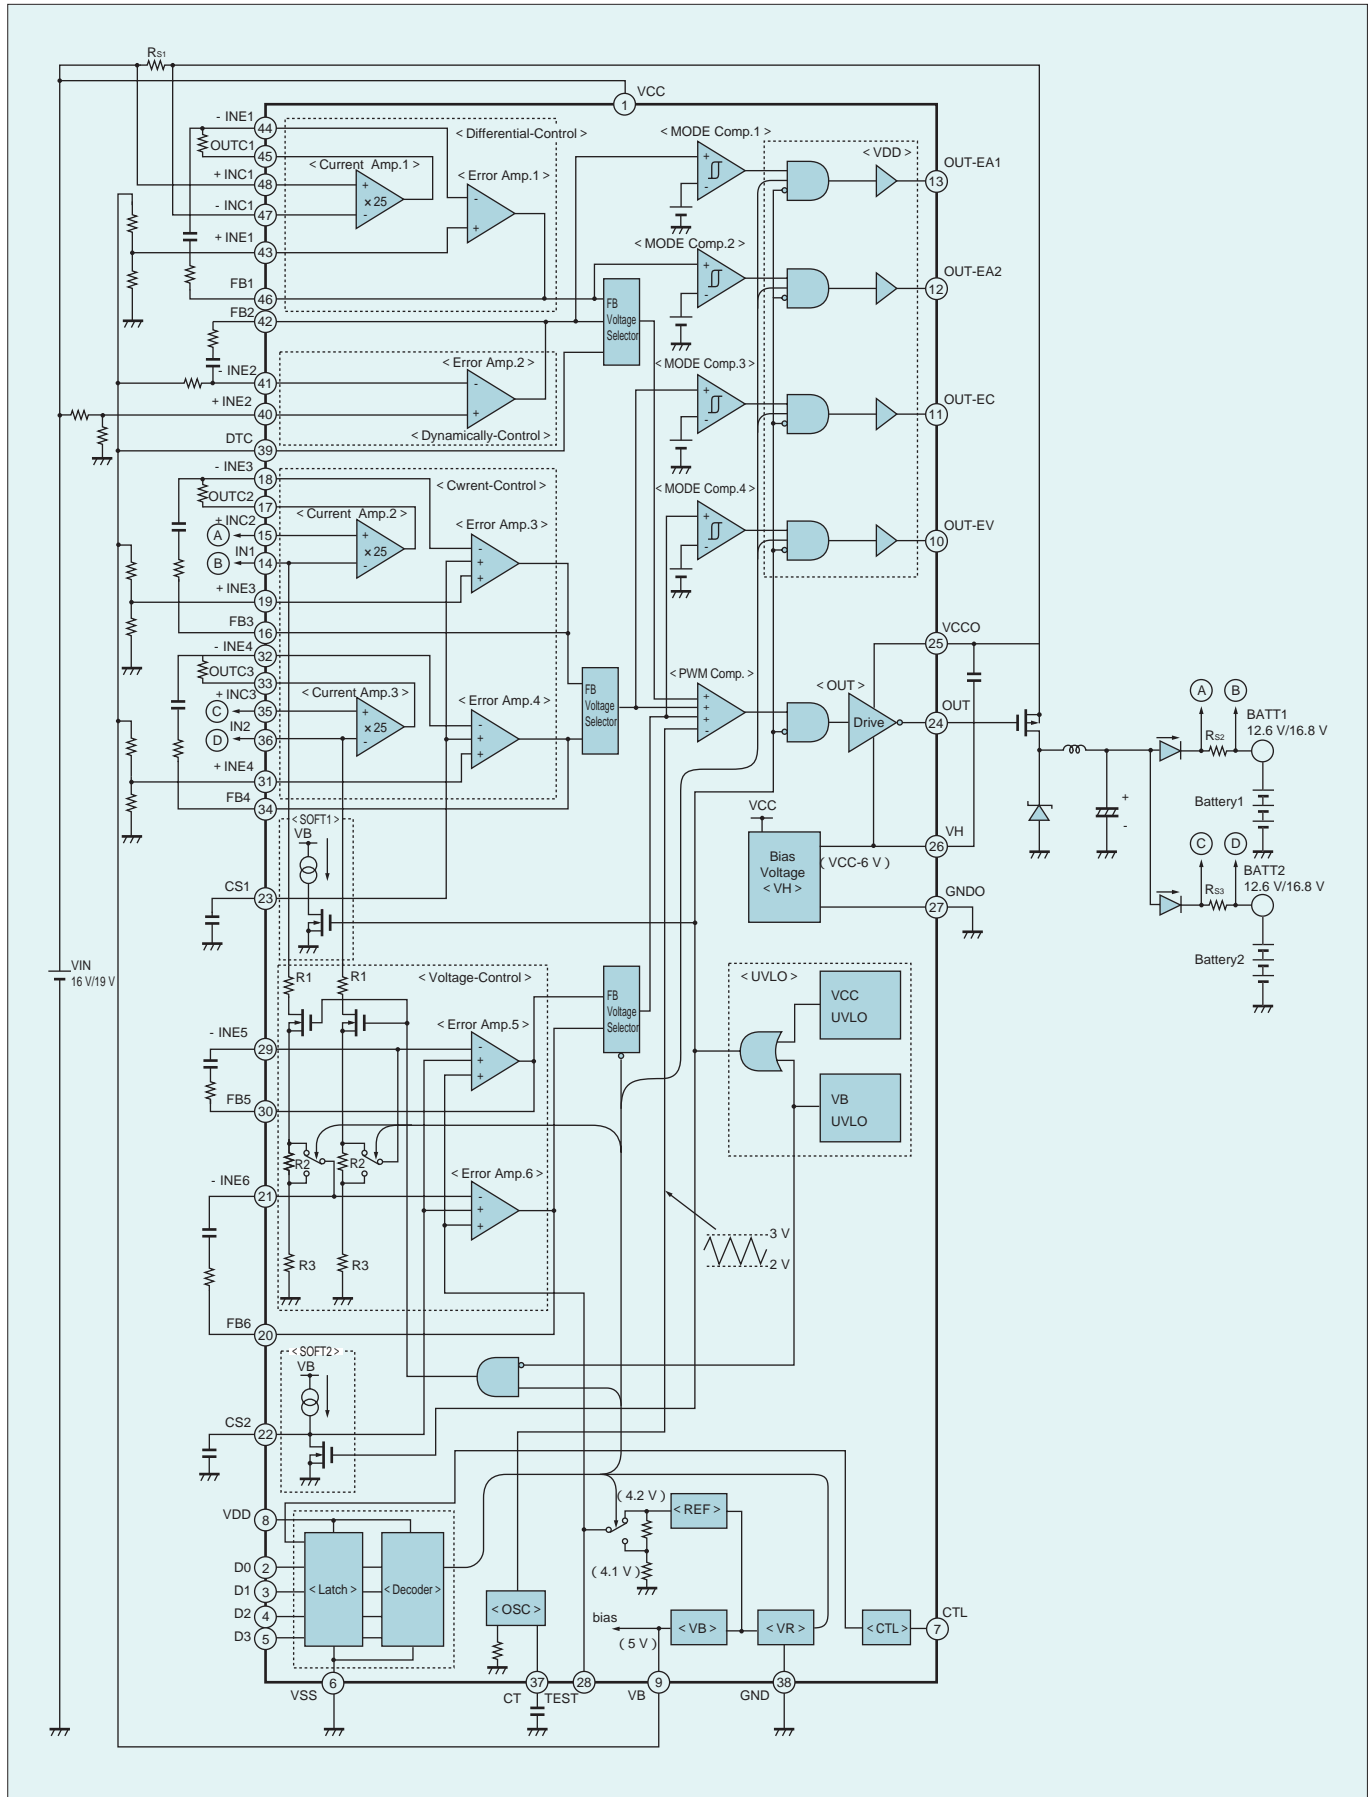 RS1
VCC
1
- INE1
44
< Differential-Control >
< MODE Comp.1 >
< VDD >
OUTC1
45
OUT-EA1
< Current Amp.1 >
< Error Amp.1 >
+
-
13
+ INC1
48
+
× 25
-
- INC1
47
-
+
+ INE1
43
< MODE Comp.2 >
+
-
OUT-EA2
12
FB1
46
FB
Voltage
Selector
FB2
42
- INE2
41
< Error Amp.2 >
-
+
< MODE Comp.3 >
+
-
+ INE2
40
OUT-EC
11
DTC
39
< Dynamically-Control >
- INE3
18
< Cwrent-Control >
< MODE Comp.4 >
OUTC2
17
< Current Amp.2 >
< Error Amp.3 >
+
-
OUT-EV
10
+ INC2
A
15
+
× 25
-
IN1
B
14
-
+
+
+ INE3
19
FB3
16
VCCO
25
- INE4
32
OUTC3
33
FB
Voltage
Selector
< PWM Comp. >
< OUT >
A
B
+ INC3
C
35
< Current Amp.3 >
< Error Amp.4 >
+
+
+
-
Drive
OUT
24
BATT1
12.6 V/16.8 V
RS2
IN2
D
36
+
× 25
-
-
+
+
+ INE4
31
FB4
34
VCC
+
-
Battery1
< SOFT1 >
VB
Bias
Voltage
< VH >
( VCC-6 V )
VH
26
C
D
BATT2
12.6 V/16.8 V
RS3
CS1
23
GNDO
27
VIN
16 V/19 V
R1
R1
< Voltage-Control >
FB
Voltage
Selector
< UVLO >
VCC
UVLO
Battery2
- INE5
29
< Error Amp.5 >
-
+
+
VB
UVLO
FB5
30
R2
R2
- INE6
21
< Error Amp.6 >
-
+
+
3 V
2 V
R3
R3
FB6
20
< SOFT2 >
VB
CS2
22
VDD
8
( 4.2 V )
< REF >
D0
2
D1
3
< Latch >
< Decoder >
( 4.1 V )
D2
4
< OSC >
bias
( 5 V )
< VB >
< VR >
< CTL >
CTL
7
D3
5
VSS
6
CT
37
TEST
28
VB
9
GND
38